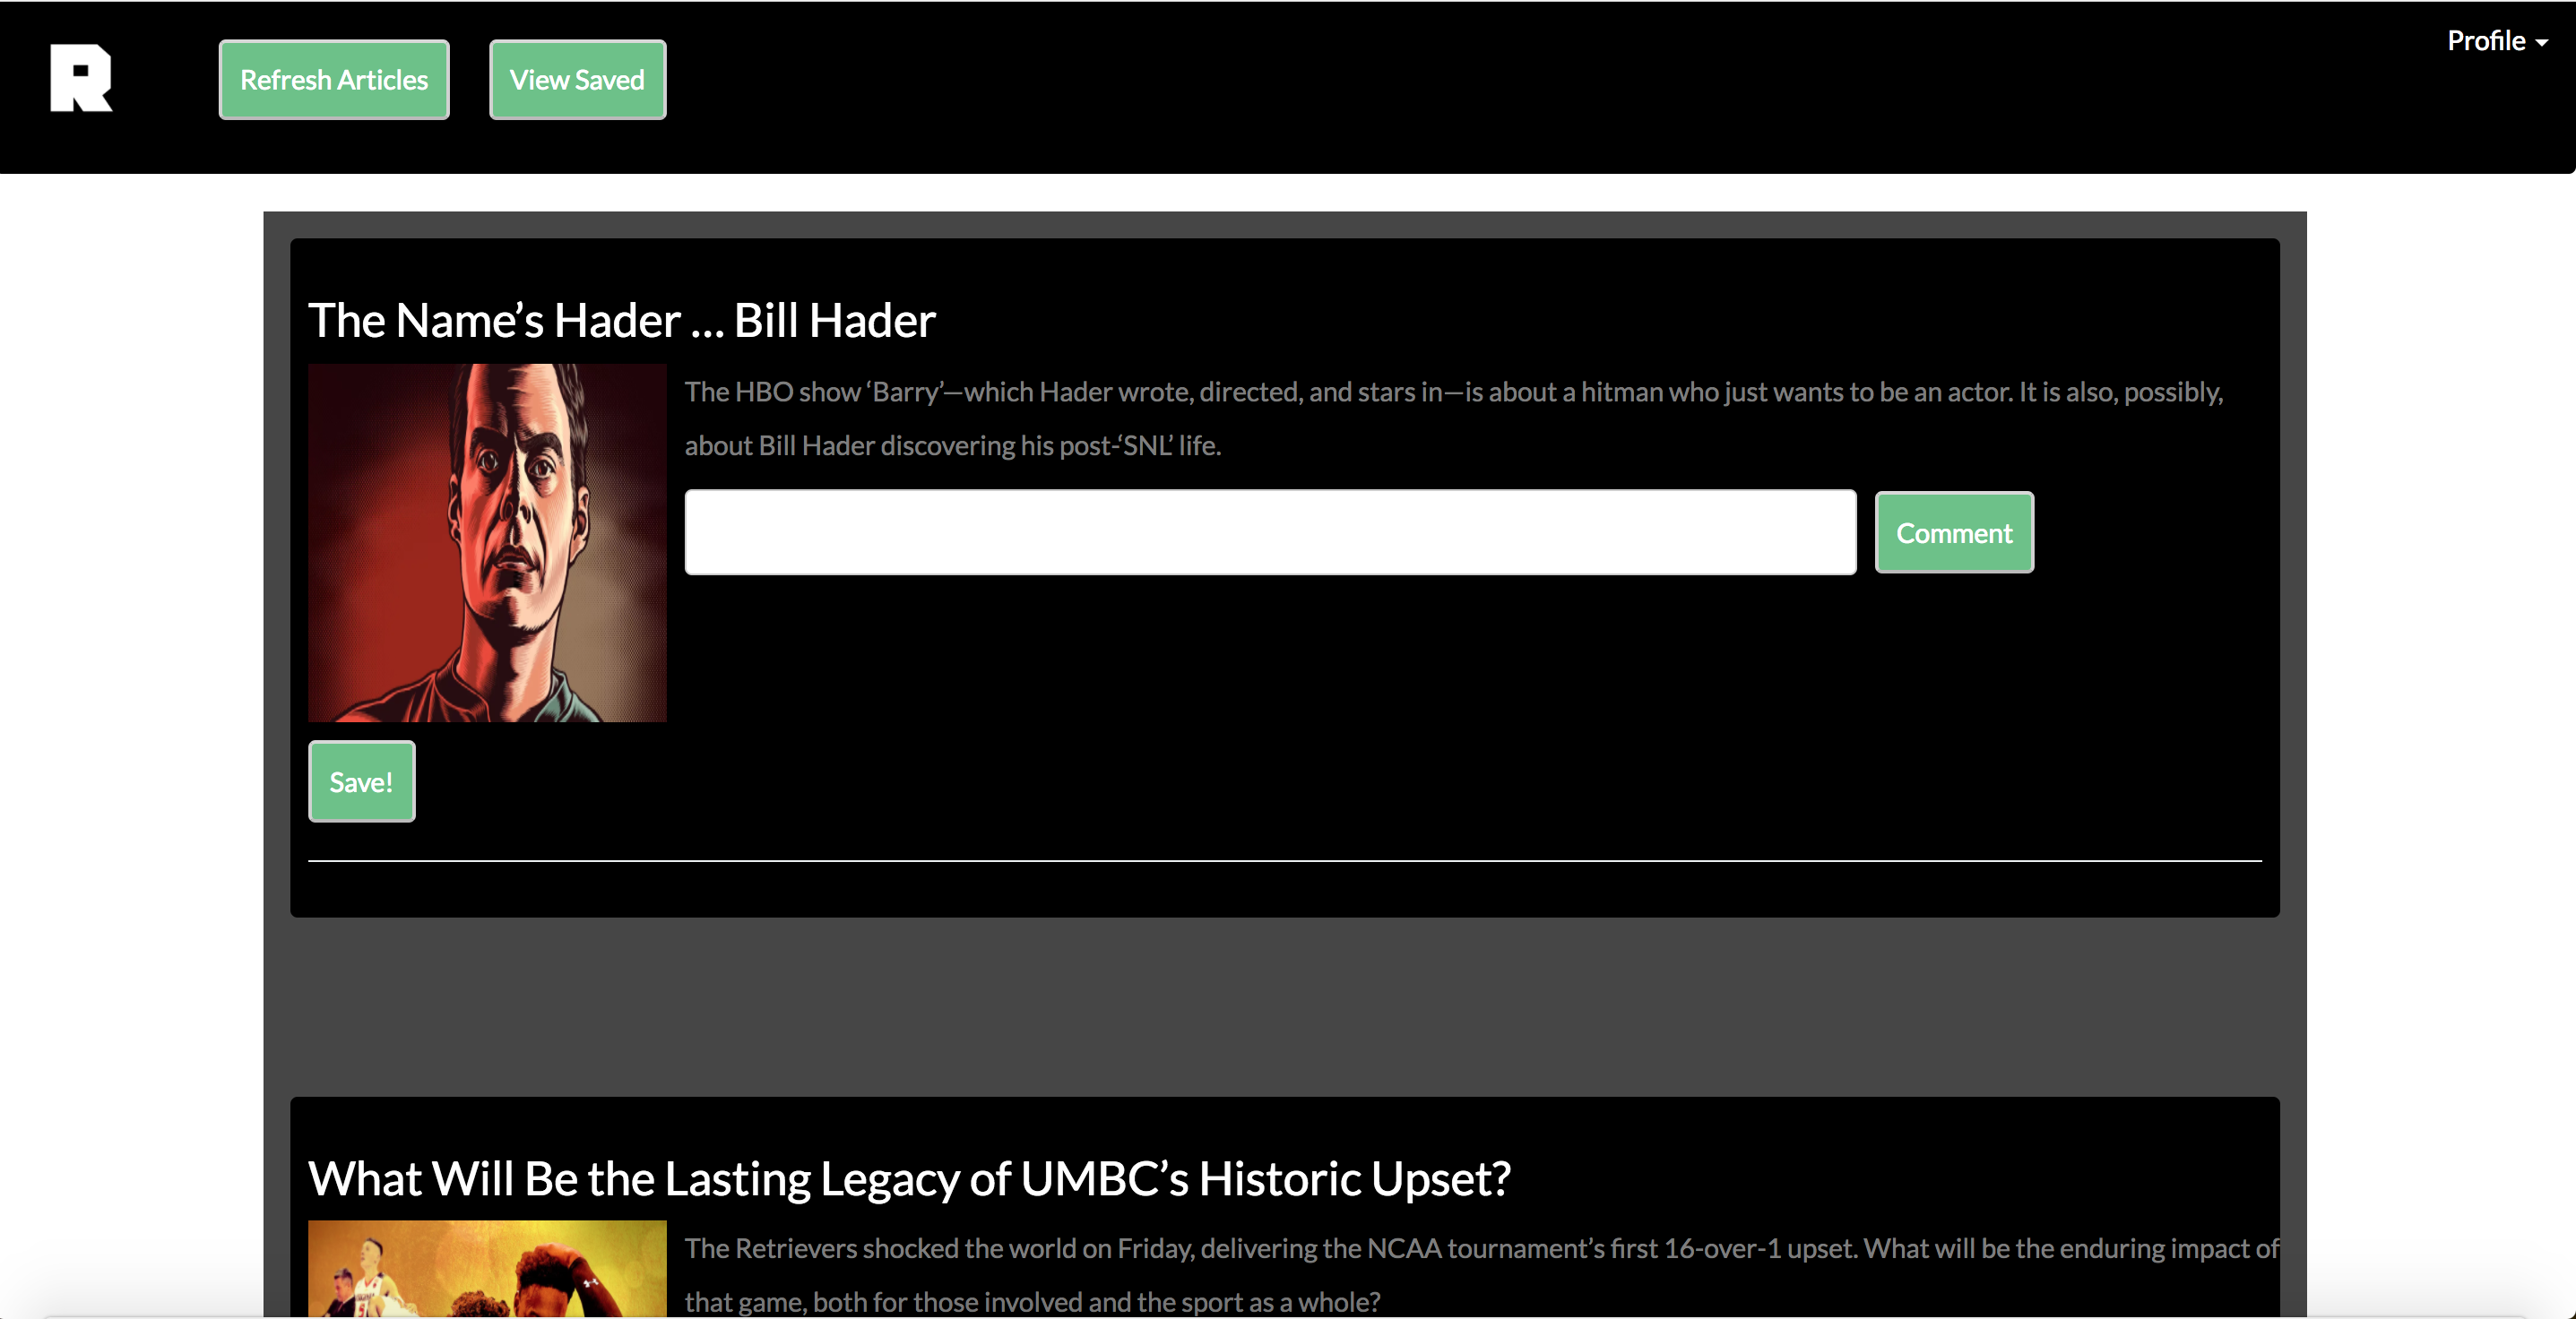 R
Refresh Articles
View Saved
Profile
The Name’s Hader ... Bill Hader
The HBO show ‘Barry’—which Hader wrote, directed, and stars in—is about a hitman who just wants to be an actor. It is also, possibly,
about Bill Hader discovering his post-‘SNL’ life.
Comment
Save!
What Will Be the Lasting Legacy of UMBC’s Historic Upset?
The Retrievers shocked the world on Friday, delivering the NCAA tournament’s first 16-over-1 upset. What will be the enduring impact of
that game, both for those involved and the sport as a whole?